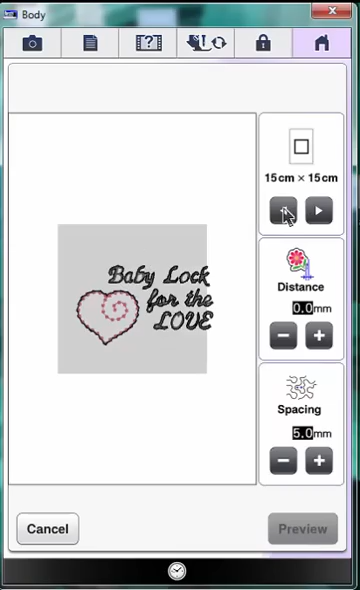 Body
15cm × 15cm
Baby Lock
for the
LOVE
Distance
0.0mm
Spacing
5.0mm
Cancel
Preview